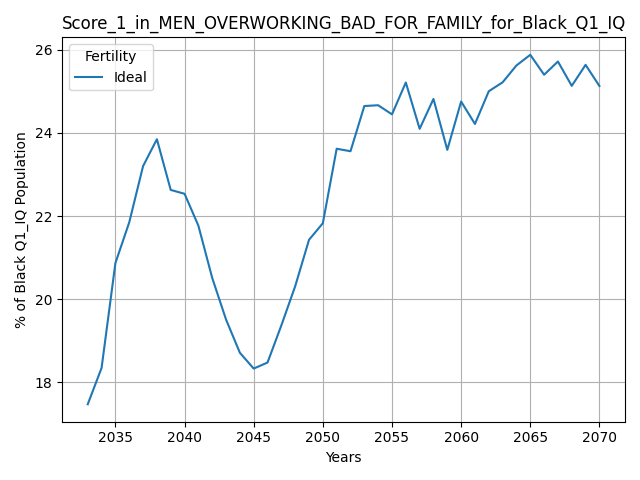 Score_1_in_MEN_OVERWORKING_BAD_FOR_FAMILY_for_Black_Q1_IQ
Fertility
Ideal
% of Black Q1_IQ Population
26
24
22
20
18
2035 2040 2045 2050 2055 2060 2065 2070
Years